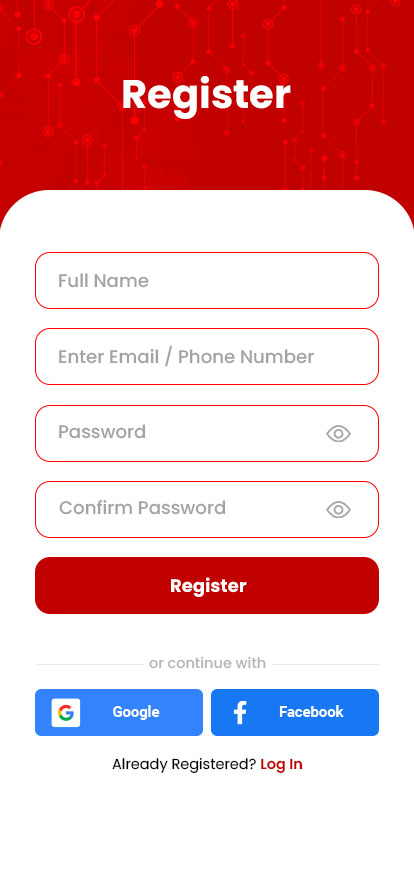 Register
Full Name
Enter Email / Phone Number
Password
Confirm Password
Register
or continue with
Google
Facebook
Already Registered? Log In